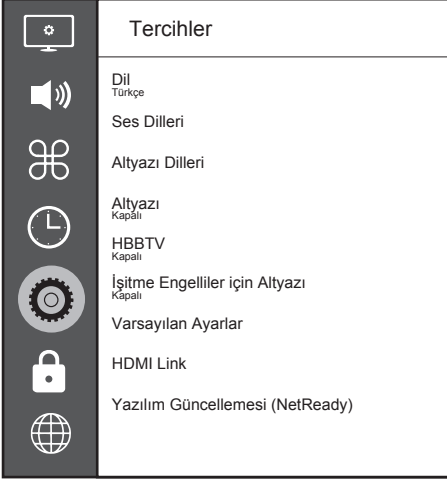 Tercihler
Dil
Türkçe
Ses Dilleri
Altyazı Dilleri
Altyazı
Kapalı
HBBTV
Kapalı
İşitme Engelliler için Altyazı
Kapalı
Varsayılan Ayarlar
HDMI Link
Yazılım Güncellemesi (NetReady)